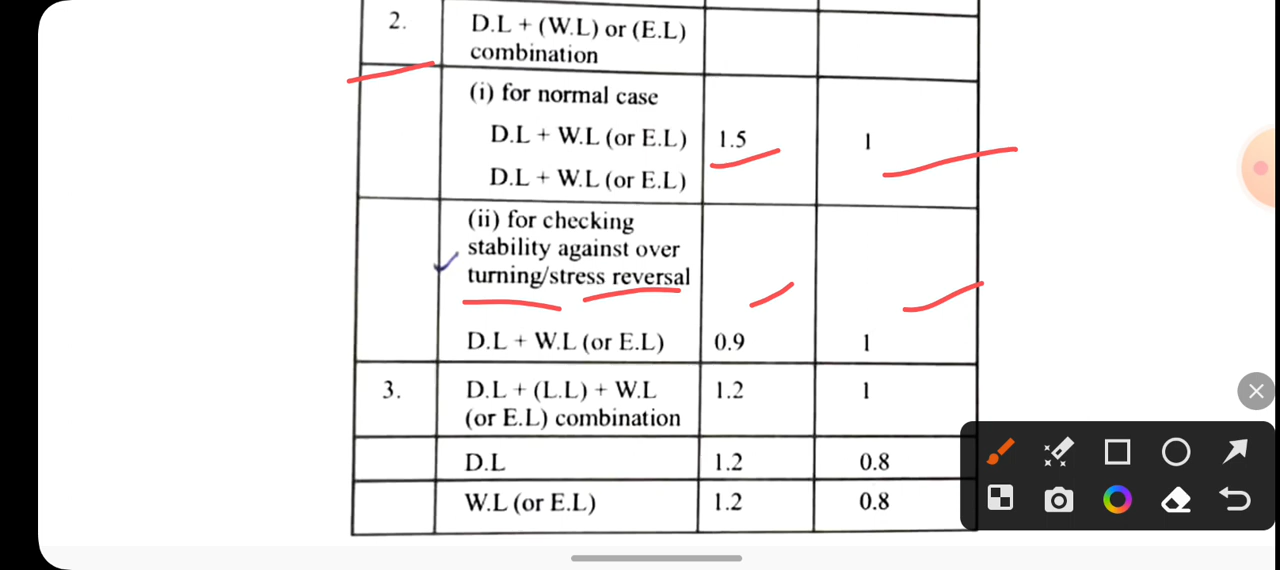 2. D.L + (W.L) or (E.L)
combination
(i) for normal case
D.L + W.L (or E.L) 1.5 1
D.L + W.L (or E.L)
(ii) for checking
stability against over
turning/stress reversal
D.L + W.L (or E.L) 0.9 1
3. D.L + (L.L) + W.L 1.2 1
(or E.L) combination
D.L 1.2 0.8
W.L (or E.L) 1.2 0.8